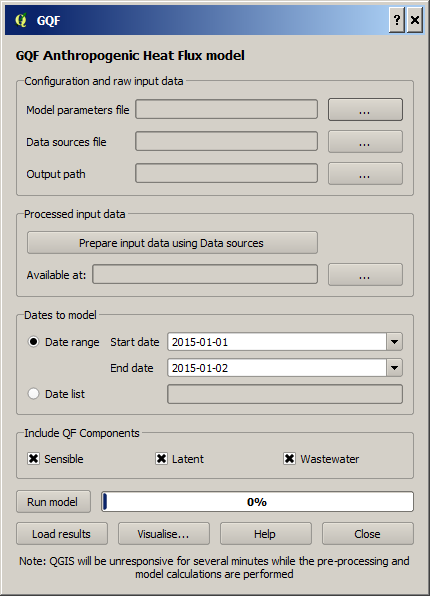 GQF
GQF Anthropogenic Heat Flux model
Configuration and raw input data
Model parameters file ...
Data sources file ...
Output path ...
Processed input data
Prepare input data using Data sources
Available at: ...
Dates to model
Date range Start date 2015-01-01
End date 2015-01-02
Date list
Include QF Components
Sensible Latent Wastewater
Run model 0%
Load results Visualise... Help Close
Note: QGIS will be unresponsive for several minutes while the pre-processing and
model calculations are performed